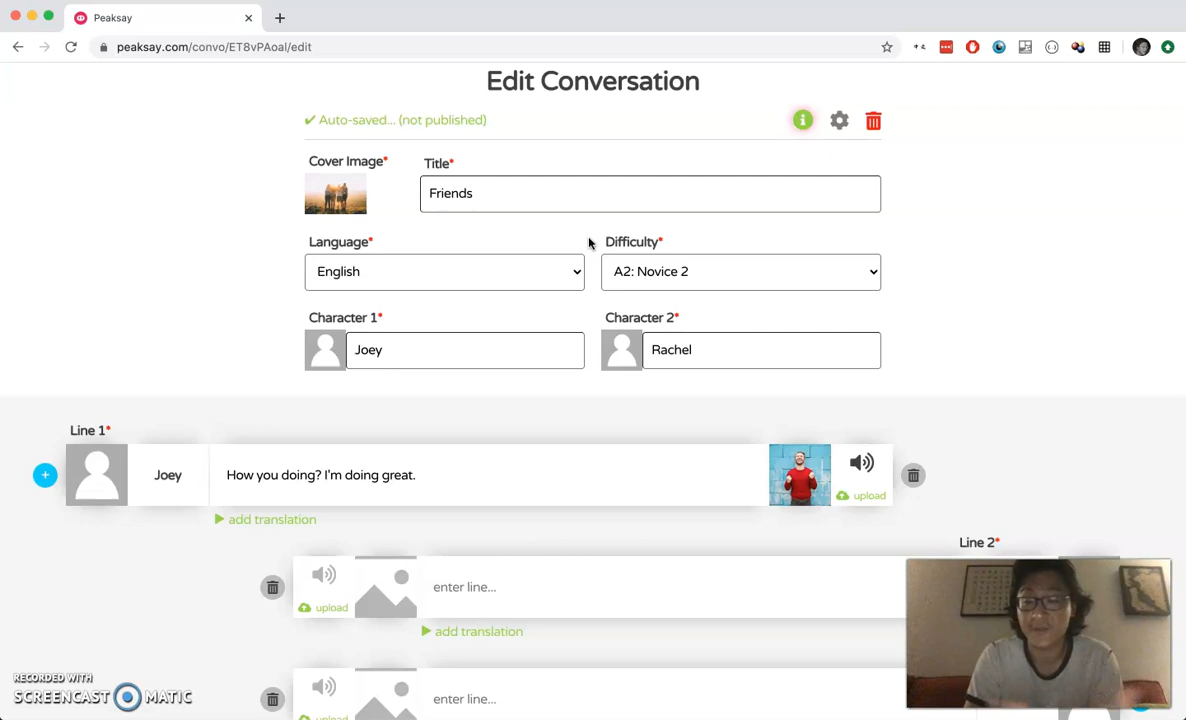 Peaksay
peaksay.com/convo/ET8vPAoal/edit
Edit Conversation
✔ Auto-saved... (not published)
Cover Image*
Title*
Friends
Language*
Difficulty*
English
A2: Novice 2
Character 1*
Character 2*
Joey
Rachel
Line 1*
Joey
How you doing? I'm doing great.
upload
add translation
Line 2*
enter line...
upload
add translation
enter line...
upload
RECORDED WITH
SCREENCAST MATIC